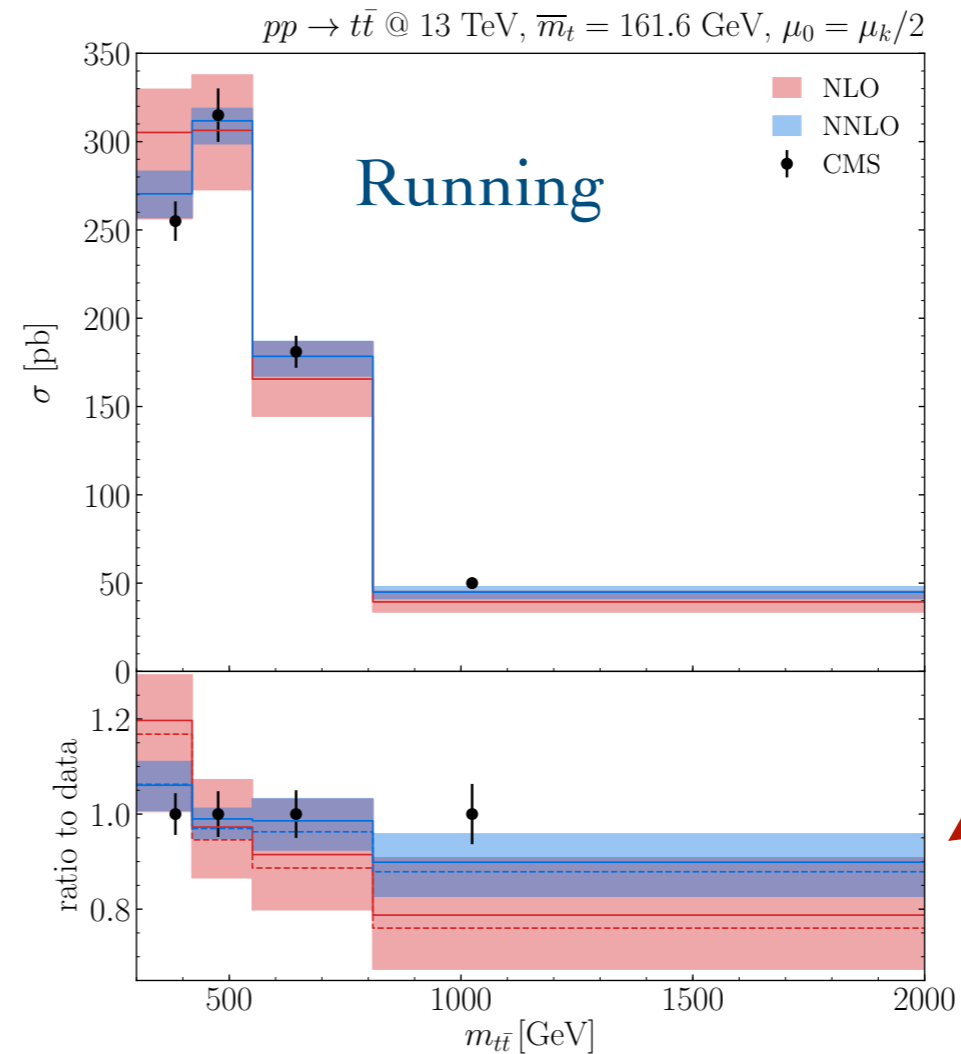 pp → tt̄ @ 13 TeV, m̅_t = 161.6 GeV, μ_0 = μ_k/2
350
NLO
NNLO
CMS
300
Running
250
200
σ [pb]
150
100
50
0
1.2
ratio to data
1.0
0.8
500 1000 1500 2000
m_{tt̄} [GeV]